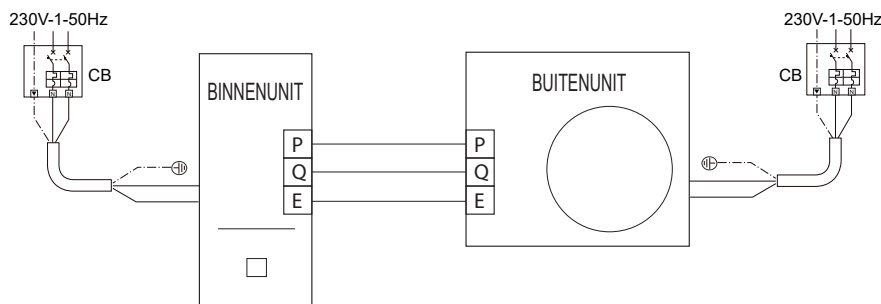 230V-1-50Hz
230V-1-50Hz
CB
CB
N
N
N
N
BINNENUNIT
BUITENUNIT
P
P
Q
Q
E
E